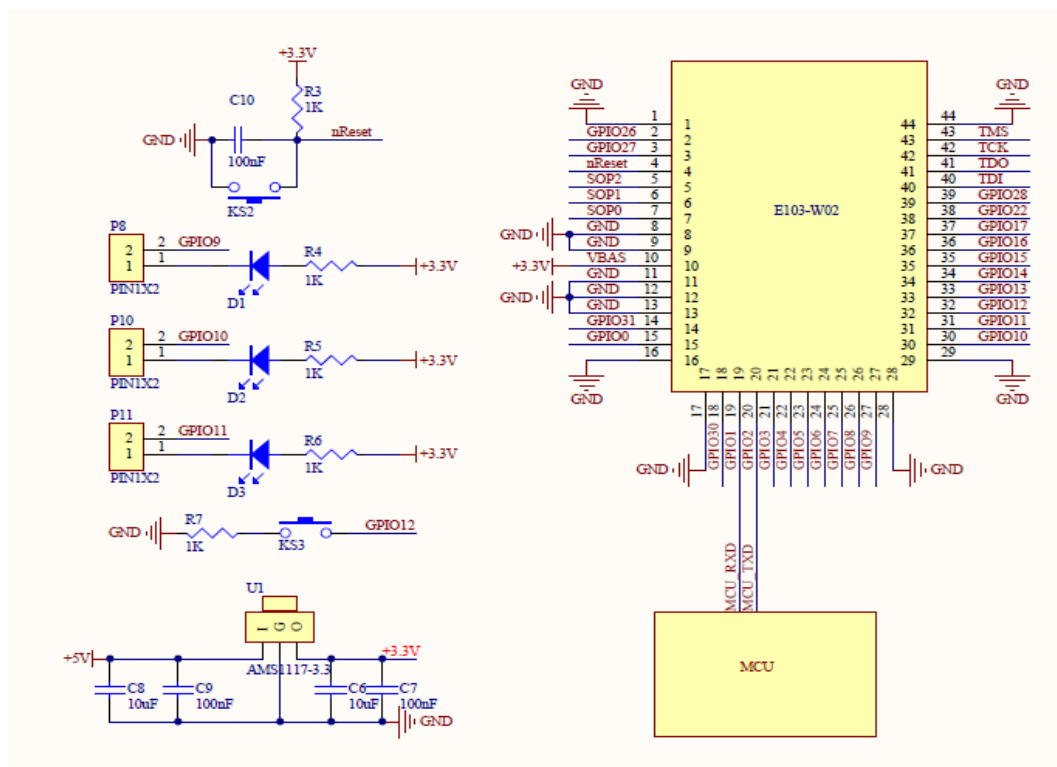 +3.3V
C10
R3
1K
GND
nReset
100nF
KS2
P8
2
2
GPIO9
1
1
PIN1X2
D1
R4
1K
+3.3V
P10
2
2
GPIO10
1
1
PIN1X2
D2
R5
1K
+3.3V
P11
2
2
GPIO11
1
1
PIN1X2
D3
R6
1K
+3.3V
GND
R7
1K
KS3
GPIO12
U1
I G O
+5V
AMS1117-3.3
+3.3V
C8
10uF
C9
100nF
C6
10uF
C7
100nF
GND
E103-W02
GND
1 1
GPIO26 2 2
GPIO27 3 3
nReset 4 4
SOP2 5 5
SOP1 6 6
SOP0 7 7
GND GND 8 8
GND 9 9
+3.3V VBAS 10 10
GND 11 11
GND GND 12 12
GND 13 13
GPIO31 14 14
GPIO0 15 15
16 16
GND
GND
44 44
43 43 TMS
42 42 TCK
41 41 TDO
40 40 TDI
39 39 GPIO28
38 38 GPIO22
37 37 GPIO17
36 36 GPIO16
35 35 GPIO15
34 34 GPIO14
33 33 GPIO13
32 32 GPIO12
31 31 GPIO11
30 30 GPIO10
29 29
GND
17 18 19 20 21 22 23 24 25 26 27 28
17 18 19 20 21 22 23 24 25 26 27 28
GND
GPIO30
GPIO1
GPIO2
GPIO3
GPIO4
GPIO5
GPIO6
GPIO7
GPIO8
GPIO9
GND
MCU_RXD
MCU_TXD
MCU